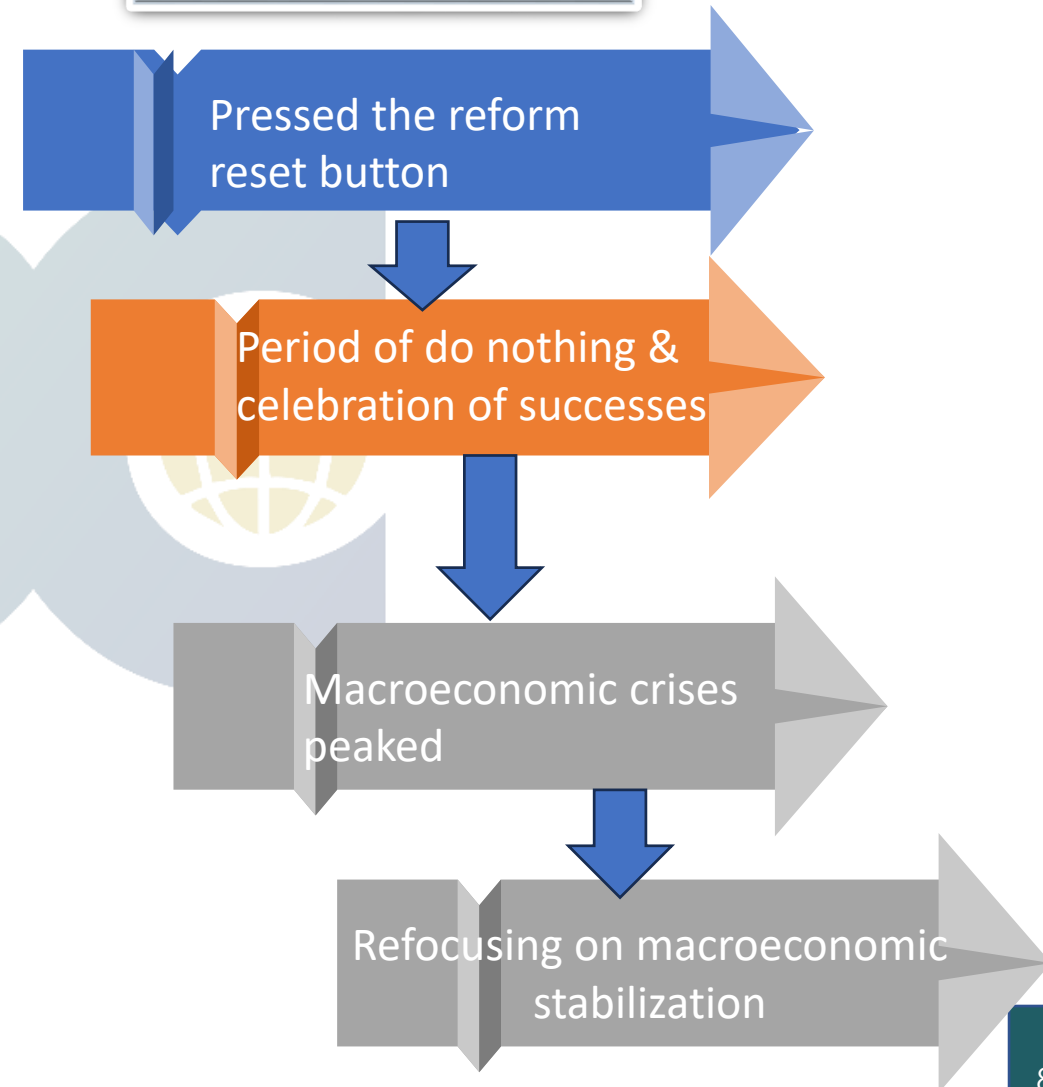 Pressed the reform
reset button
Period of do nothing &
celebration of successes
Macroeconomic crises
peaked
Refocusing on macroeconomic
stabilization